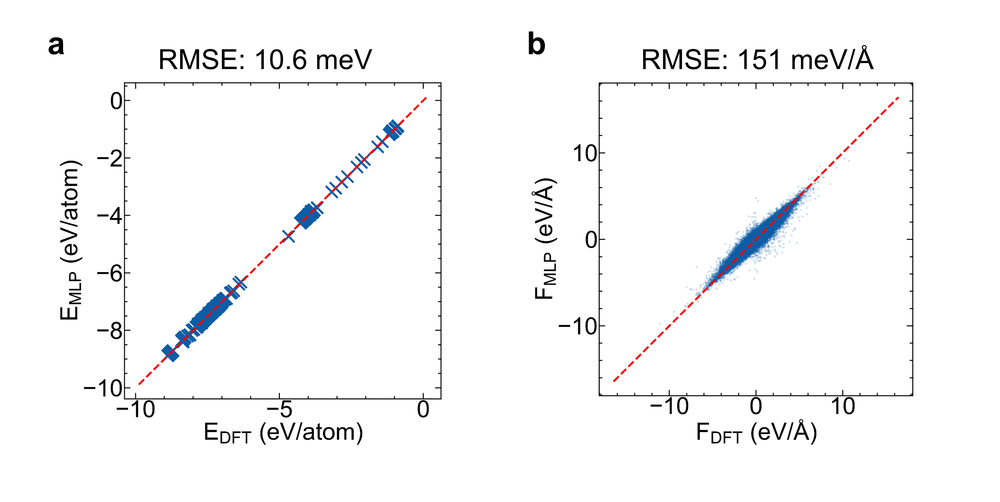 a
RMSE: 10.6 meV
0
−2
−4
−6
−8
−10
−10
−5
0
E_MLP (eV/atom)
E_DFT (eV/atom)
b
RMSE: 151 meV/Å
10
0
−10
−10
0
10
F_MLP (eV/Å)
F_DFT (eV/Å)